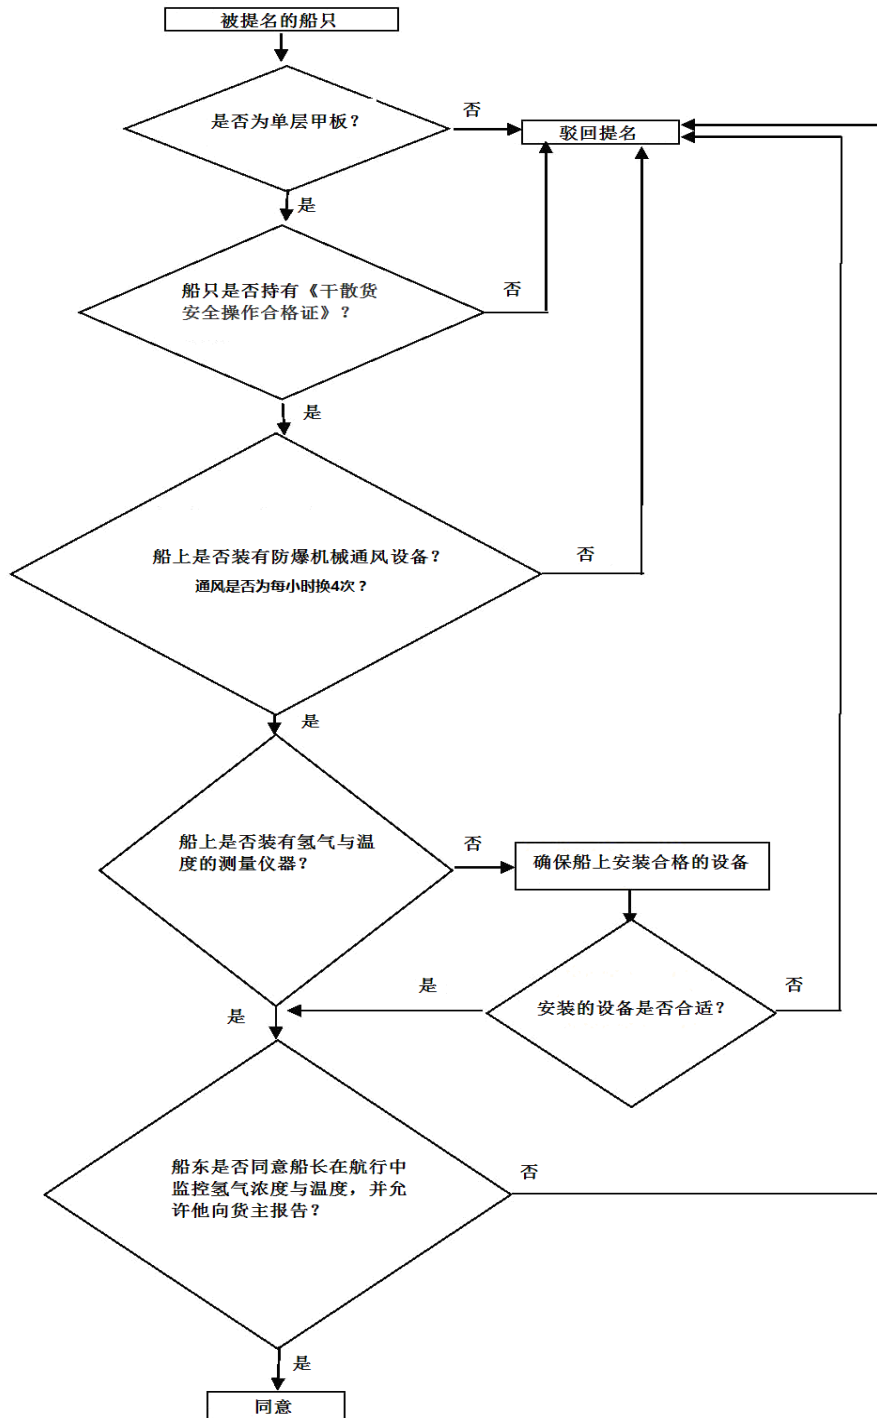 被提名的船只
是否为单层甲板？
否
驳回提名
是
船只是否持有《干散货
安全操作合格证》？
否
是
船上是否装有防爆机械通风设备？
通风是否为每小时换4次？
否
是
船上是否装有氢气与温
度的测量仪器？
否
确保船上安装合格的设备
是
是
安装的设备是否合适？
否
船东是否同意船长在航行中
监控氢气浓度与温度，并允
许他向货主报告？
否
是
同意